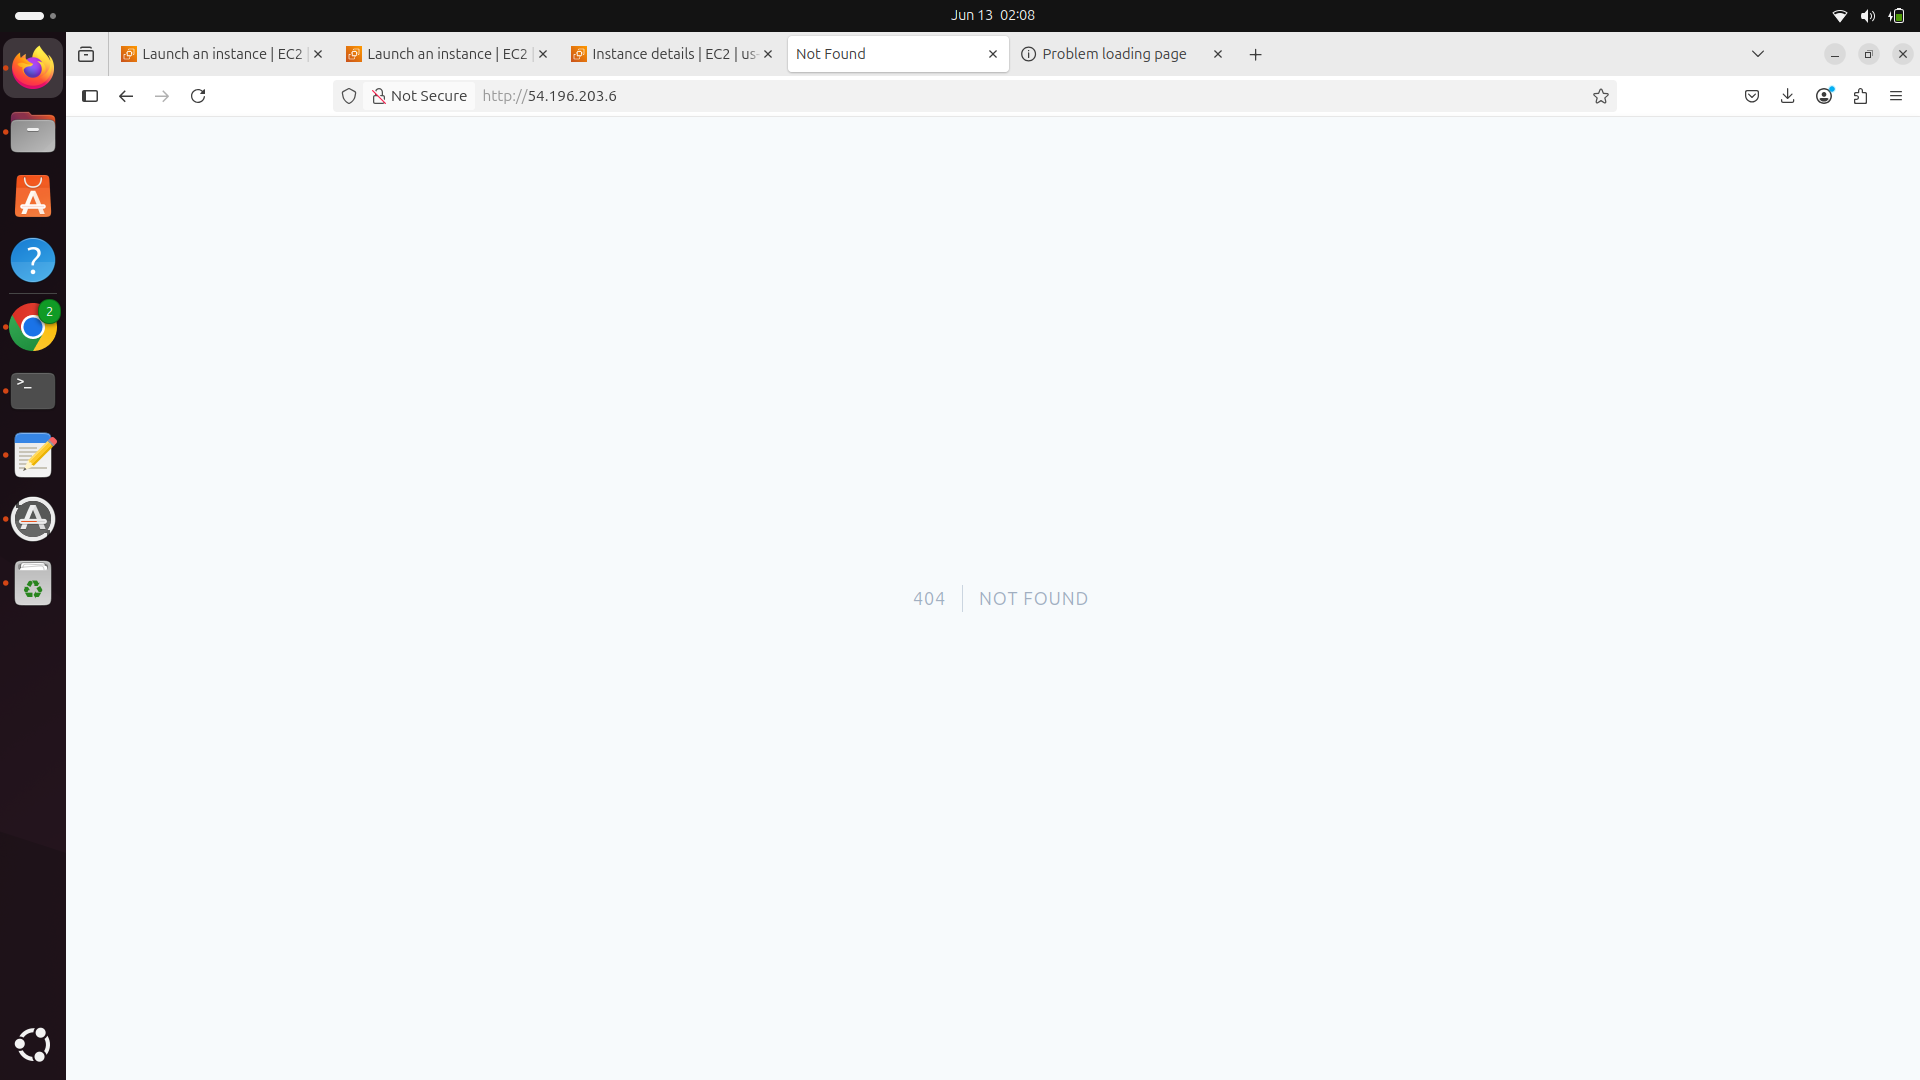 Jun 13 02:08
Launch an instance | EC2 |
Launch an instance | EC2 |
Instance details | EC2 | us-
Not Found
Problem loading page
Not Secure
http://54.196.203.6
2
>_
404
NOT FOUND